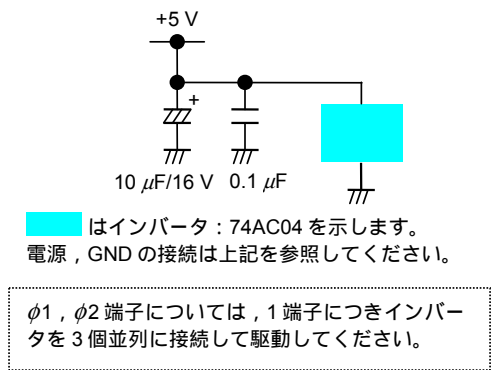 +5 V
+
10 μF/16 V 0.1 μF
はインバータ：74AC04 を示します。
電源，GND の接続は上記を参照してください。
φ1，φ2 端子については，1 端子につきインバー
タを 3 個並列に接続して駆動してください。